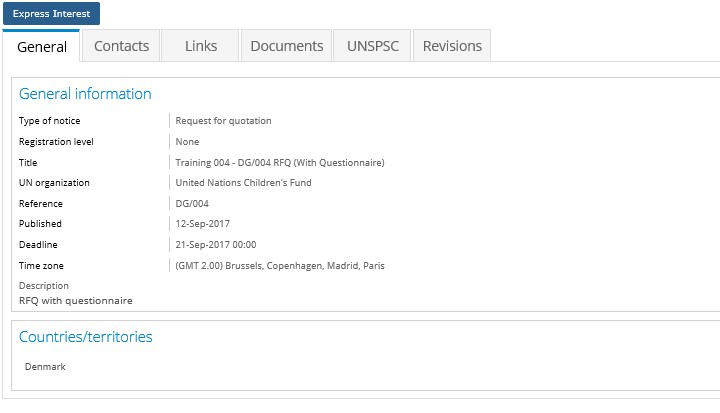 Express Interest
General Contacts Links Documents UNSPSC Revisions
General information
Type of notice Request for quotation
Registration level None
Title Training 004 - DG/004 RFQ (With Questionnaire)
UN organization United Nations Children's Fund
Reference DG/004
Published 12-Sep-2017
Deadline 21-Sep-2017 00:00
Time zone (GMT 2.00) Brussels, Copenhagen, Madrid, Paris
Description
RFQ with questionnaire
Countries/territories
Denmark